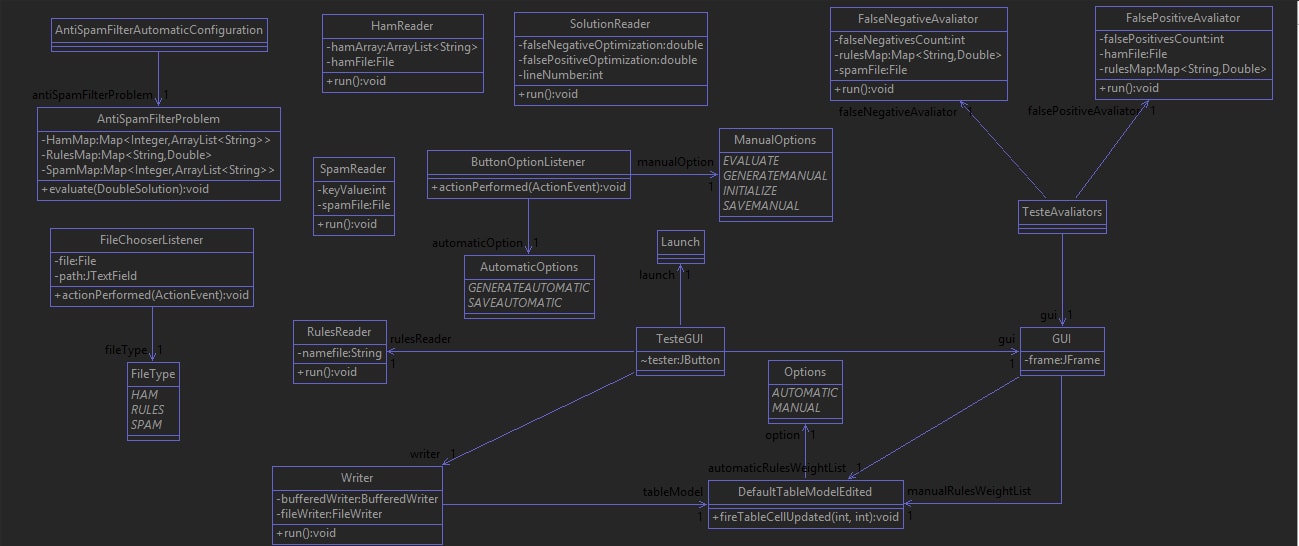 AntiSpamFilterAutomaticConfiguration
antiSpamFilterProblem 1
AntiSpamFilterProblem
-HamMap:Map<Integer,ArrayList<String>>
-RulesMap:Map<String,Double>
-SpamMap:Map<Integer,ArrayList<String>>
+evaluate(DoubleSolution):void
HamReader
-hamArray:ArrayList<String>
-hamFile:File
+run():void
SolutionReader
-falseNegativeOptimization:double
-falsePositiveOptimization:double
-lineNumber:int
+run():void
FalseNegativeAvaliator
-falseNegativesCount:int
-rulesMap:Map<String,Double>
-spamFile:File
+run():void
falseNegativeAvaliator 1
FalsePositiveAvaliator
-falsePositivesCount:int
-hamFile:File
-rulesMap:Map<String,Double>
+run():void
falsePositiveAvaliator 1
SpamReader
-keyValue:int
-spamFile:File
+run():void
ButtonOptionListener
+actionPerformed(ActionEvent):void
manualOption
1
ManualOptions
EVALUATE
GENERATEMANUAL
INITIALIZE
SAVEMANUAL
TesteAvaliators
FileChooserListener
-file:File
-path:JTextField
+actionPerformed(ActionEvent):void
automaticOption 1
AutomaticOptions
GENERATEAUTOMATIC
SAVEAUTOMATIC
Launch
launch 1
gui 1
fileType 1
FileType
HAM
RULES
SPAM
RulesReader
-namefile:String
+run():void
rulesReader
1
TesteGUI
~tester:JButton
gui
1
GUI
-frame:JFrame
Options
AUTOMATIC
MANUAL
option 1
writer 1
automaticRulesWeightList 1
Writer
-bufferedWriter:BufferedWriter
-fileWriter:FileWriter
+run():void
tableModel
1
DefaultTableModelEdited
+fireTableCellUpdated(int, int):void
manualRulesWeightList
1